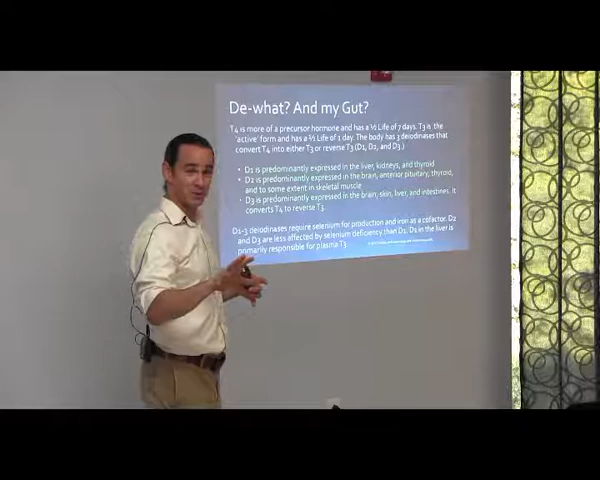 De-what? And my Gut?
T4 is more of a precursor hormone and has a ½ Life of 7 days. T3 is the
'active' form and has a ½ Life of 1 day. The body has 3 deiodinases that
convert T4 into either T3 or reverse T3 (D1, D2, and D3.)
• D1 is predominantly expressed in the liver, kidneys, and thyroid
• D2 is predominantly expressed in the brain, anterior pituitary, thyroid,
and to some extent in skeletal muscle
• D3 is predominantly expressed in the brain, skin, liver, and intestines. It
converts T4 to reverse T3.
D1-3 deiodinases require selenium for production and iron as a cofactor. D2
and D3 are less affected by selenium deficiency than D1. D1 in the liver is
primarily responsible for plasma T3